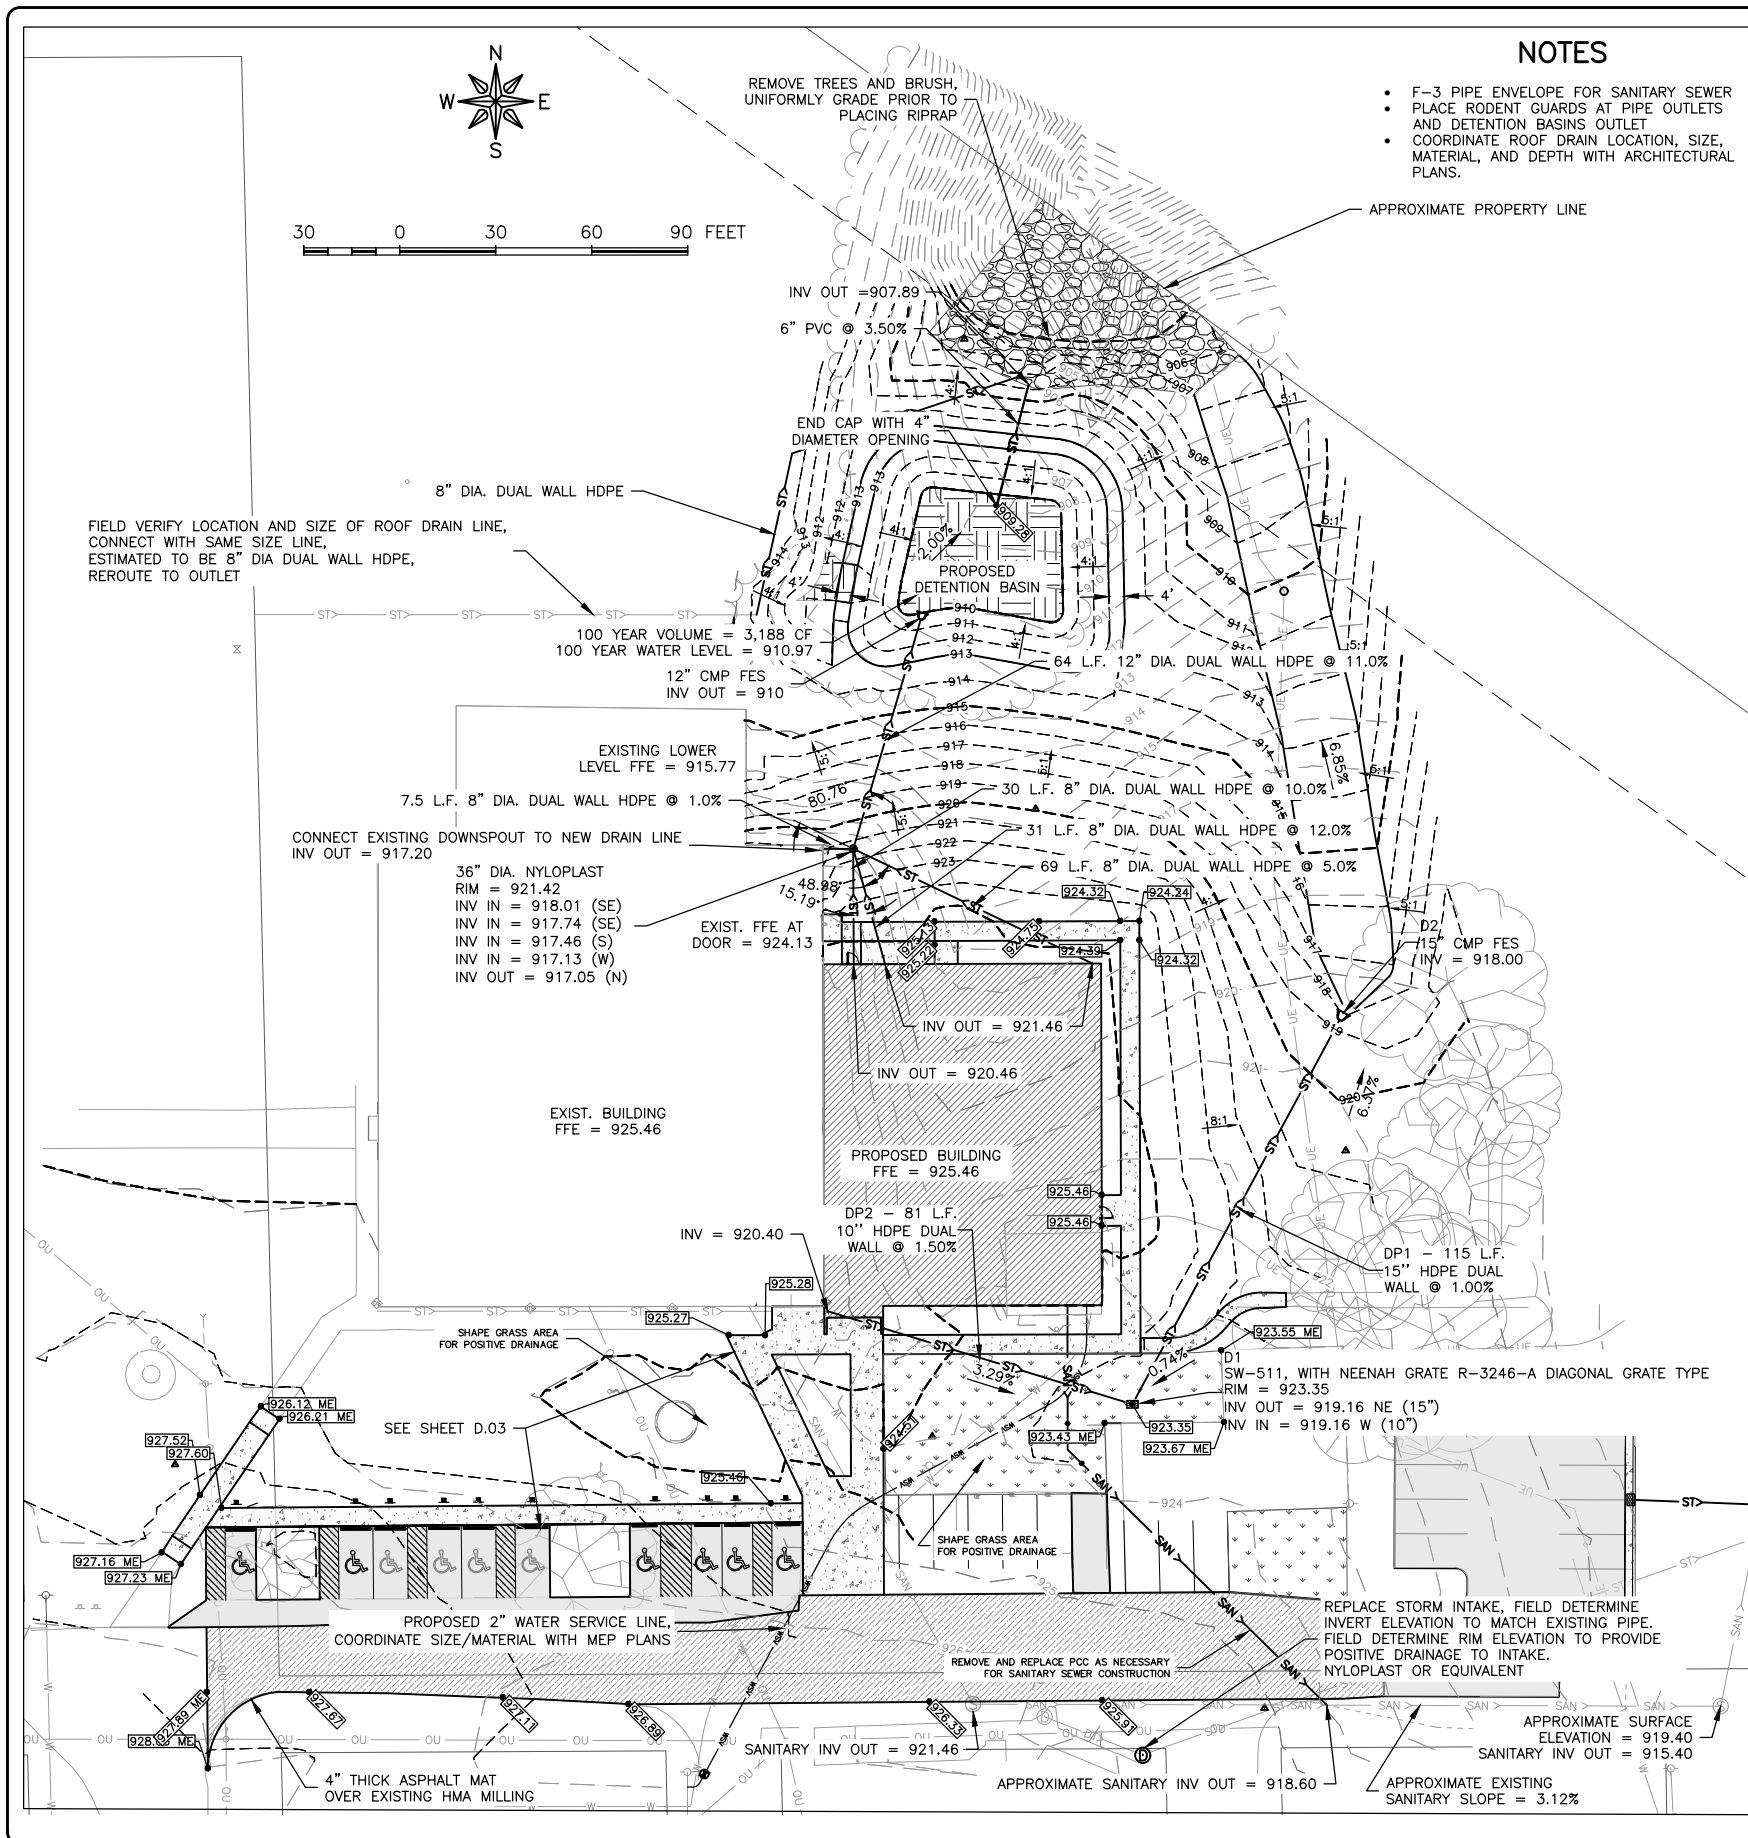 NOTES
• F-3 PIPE ENVELOPE FOR SANITARY SEWER
• PLACE RODENT GUARDS AT PIPE OUTLETS
AND DETENTION BASINS OUTLET
• COORDINATE ROOF DRAIN LOCATION, SIZE,
MATERIAL, AND DEPTH WITH ARCHITECTURAL
PLANS.
N
W
E
S
30 0 30 60 90 FEET
REMOVE TREES AND BRUSH,
UNIFORMLY GRADE PRIOR TO
PLACING RIPRAP
APPROXIMATE PROPERTY LINE
INV OUT =907.89
6" PVC @ 3.50%
END CAP WITH 4"
DIAMETER OPENING
8" DIA. DUAL WALL HDPE
FIELD VERIFY LOCATION AND SIZE OF ROOF DRAIN LINE,
CONNECT WITH SAME SIZE LINE,
ESTIMATED TO BE 8" DIA DUAL WALL HDPE,
REROUTE TO OUTLET
909.28
2.00%
PROPOSED
DETENTION BASIN
100 YEAR VOLUME = 3,188 CF
100 YEAR WATER LEVEL = 910.97
12" CMP FES
INV OUT = 910
64 L.F. 12" DIA. DUAL WALL HDPE @ 11.0%
EXISTING LOWER
LEVEL FFE = 915.77
7.5 L.F. 8" DIA. DUAL WALL HDPE @ 1.0%
80.76
30 L.F. 8" DIA. DUAL WALL HDPE @ 10.0%
CONNECT EXISTING DOWNSPOUT TO NEW DRAIN LINE
INV OUT = 917.20
31 L.F. 8" DIA. DUAL WALL HDPE @ 12.0%
69 L.F. 8" DIA. DUAL WALL HDPE @ 5.0%
36" DIA. NYLOPLAST
RIM = 921.42
INV IN = 918.01 (SE)
INV IN = 917.74 (SE)
INV IN = 917.46 (S)
INV IN = 917.13 (W)
INV OUT = 917.05 (N)
48.98'
15.19'
EXIST. FFE AT
DOOR = 924.13
925.13
925.22
924.75
924.32
924.24
924.39
924.32
6.85%
D2
15" CMP FES
INV = 918.00
INV OUT = 921.46
INV OUT = 920.46
EXIST. BUILDING
FFE = 925.46
PROPOSED BUILDING
FFE = 925.46
6.37%
925.46
925.46
DP2 - 81 L.F.
10'' HDPE DUAL
WALL @ 1.50%
INV = 920.40
DP1 - 115 L.F.
15'' HDPE DUAL
WALL @ 1.00%
925.28
925.27
SHAPE GRASS AREA
FOR POSITIVE DRAINAGE
923.55 ME
0.74%
3.29%
D1
SW-511, WITH NEENAH GRATE R-3246-A DIAGONAL GRATE TYPE
RIM = 923.35
INV OUT = 919.16 NE (15")
INV IN = 919.16 W (10")
923.35
923.43 ME
923.67 ME
926.12 ME
926.21 ME
SEE SHEET D.03
927.52
927.60
925.46
924.51
924
SHAPE GRASS AREA
FOR POSITIVE DRAINAGE
927.16 ME
927.23 ME
PROPOSED 2" WATER SERVICE LINE,
COORDINATE SIZE/MATERIAL WITH MEP PLANS
REMOVE AND REPLACE PCC AS NECESSARY
FOR SANITARY SEWER CONSTRUCTION
REPLACE STORM INTAKE, FIELD DETERMINE
INVERT ELEVATION TO MATCH EXISTING PIPE.
FIELD DETERMINE RIM ELEVATION TO PROVIDE
POSITIVE DRAINAGE TO INTAKE.
NYLOPLAST OR EQUIVALENT
927.89 ME
927.67
927.11
926.89
926.33
925.97
SANITARY INV OUT = 921.46
APPROXIMATE SURFACE
ELEVATION = 919.40
SANITARY INV OUT = 915.40
4" THICK ASPHALT MAT
OVER EXISTING HMA MILLING
APPROXIMATE SANITARY INV OUT = 918.60
APPROXIMATE EXISTING
SANITARY SLOPE = 3.12%